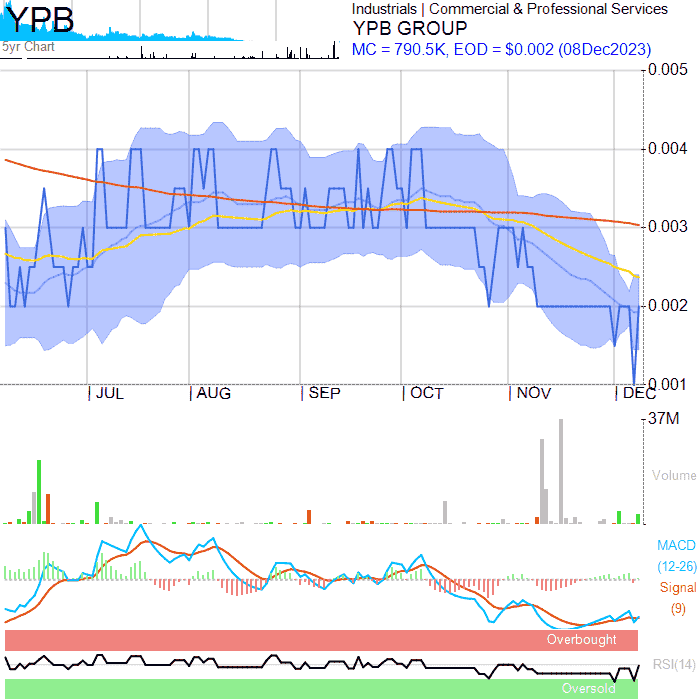 YPB
5yr Chart
Industrials | Commercial & Professional Services
YPB GROUP
MC = 790.5K, EOD = $0.002 (08Dec2023)
0.005
0.004
0.003
0.002
0.001
JUL
AUG
SEP
OCT
NOV
DEC
37M
Volume
MACD
(12-26)
Signal
(9)
Overbought
RSI(14)
Oversold